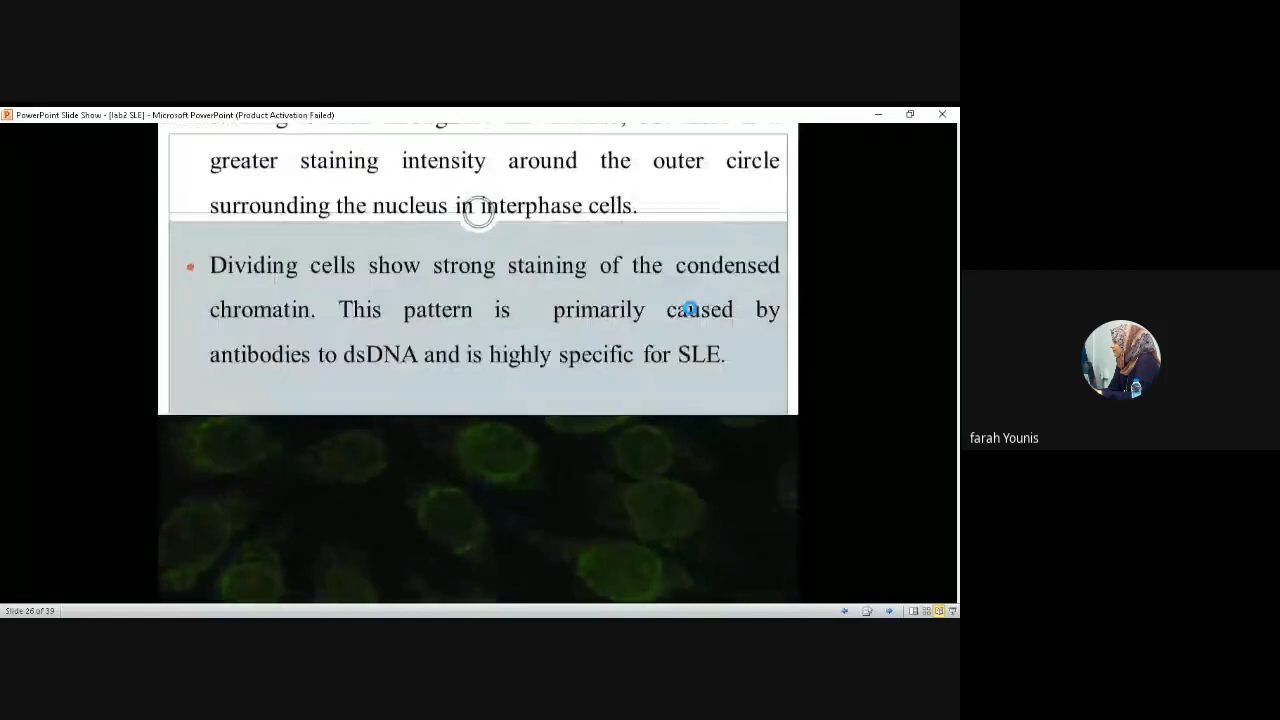 PowerPoint Slide Show - [lab2 SLE] - Microsoft PowerPoint (Product Activation Failed)
greater staining intensity around the outer circle
surrounding the nucleus in interphase cells.
• Dividing cells show strong staining of the condensed
chromatin. This pattern is primarily caused by
antibodies to dsDNA and is highly specific for SLE.
farah Younis
Slide 26 of 39